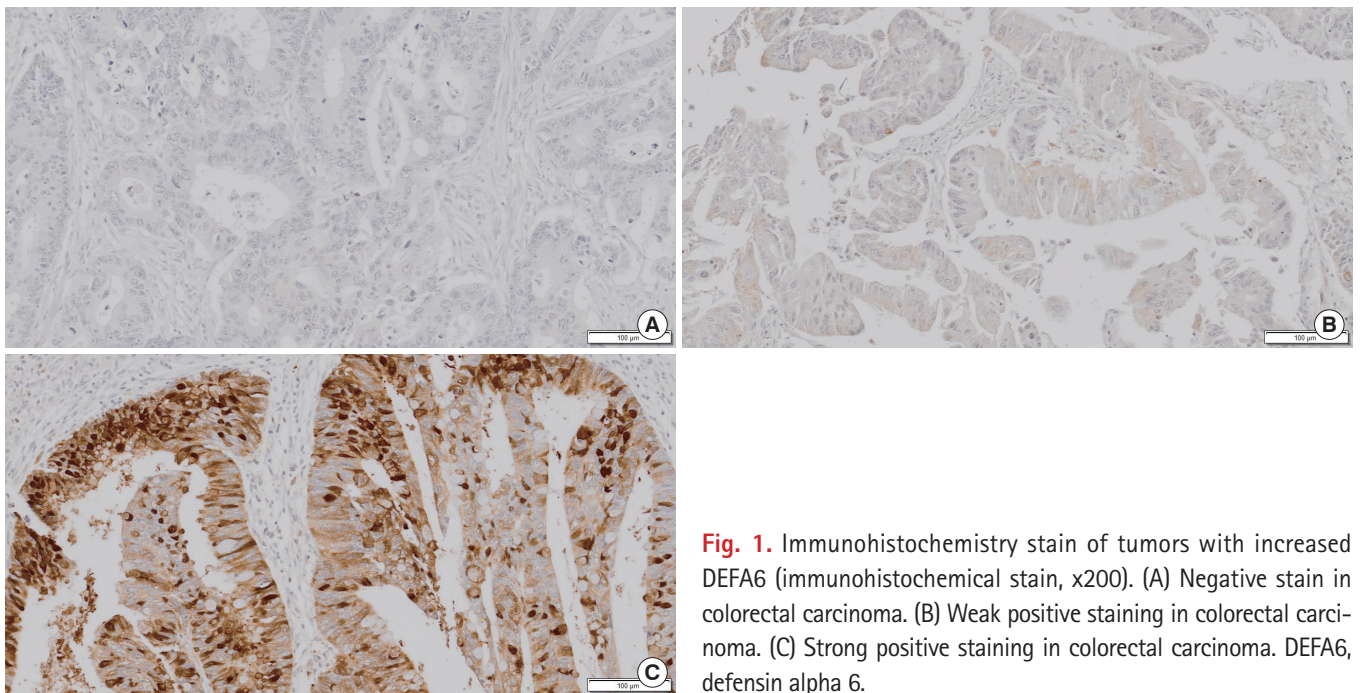 100 µm
A
100 µm
B
100 µm
C
Fig. 1. Immunohistochemistry stain of tumors with increased
DEFA6 (immunohistochemical stain, x200). (A) Negative stain in
colorectal carcinoma. (B) Weak positive staining in colorectal carci-
noma. (C) Strong positive staining in colorectal carcinoma. DEFA6,
defensin alpha 6.